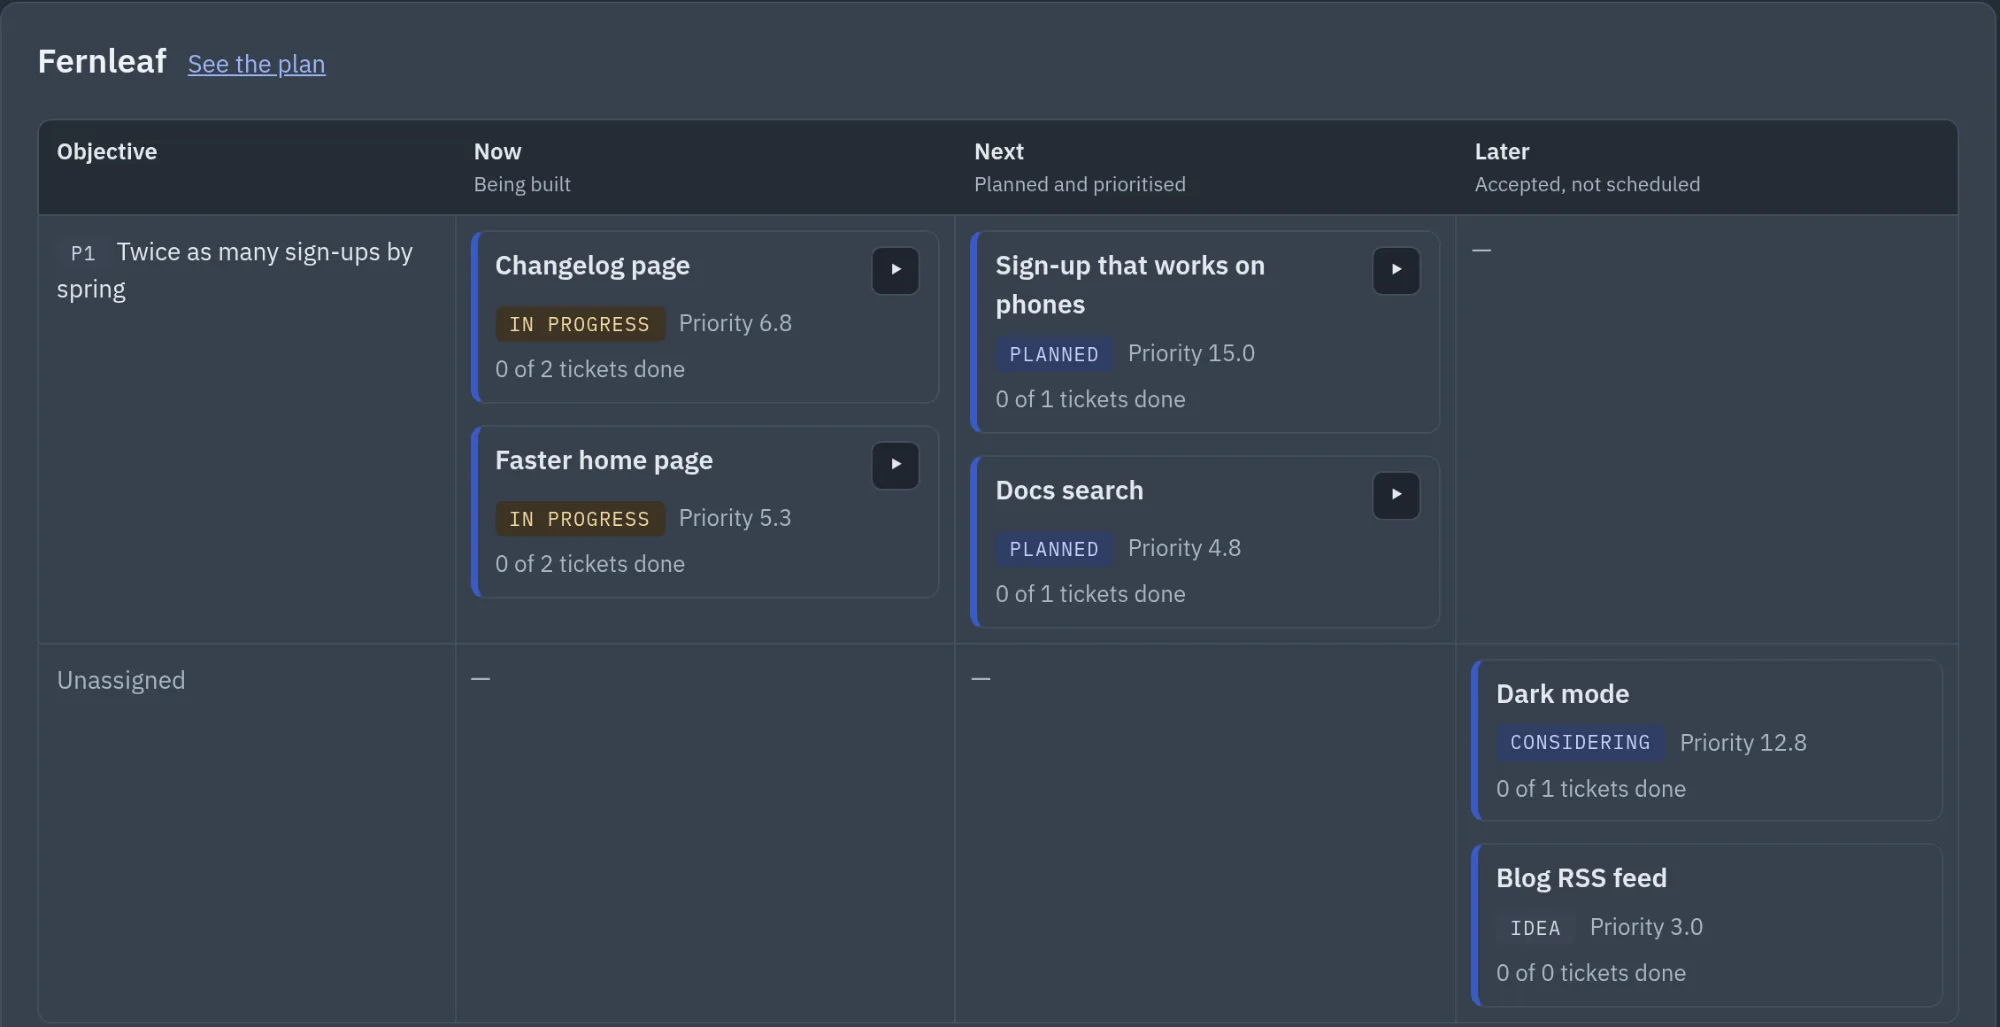 Fernleaf See the plan
Objective
Now
Being built
Next
Planned and prioritised
Later
Accepted, not scheduled
P1 Twice as many sign-ups by
spring
Changelog page
IN PROGRESS Priority 6.8
0 of 2 tickets done
Faster home page
IN PROGRESS Priority 5.3
0 of 2 tickets done
Sign-up that works on
phones
PLANNED Priority 15.0
0 of 1 tickets done
Docs search
PLANNED Priority 4.8
0 of 1 tickets done
—
Unassigned
—
—
Dark mode
CONSIDERING Priority 12.8
0 of 1 tickets done
Blog RSS feed
IDEA Priority 3.0
0 of 0 tickets done